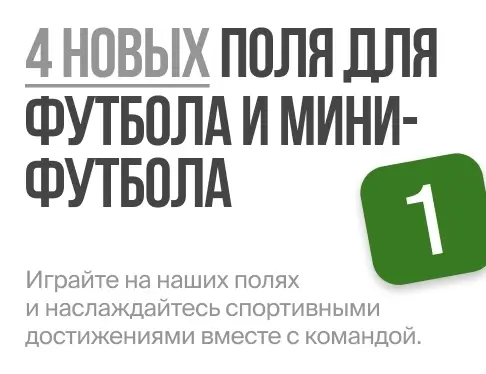 4 НОВЫХ ПОЛЯ ДЛЯ
ФУТБОЛА И МИНИ-
ФУТБОЛА
1
Играйте на наших полях
и наслаждайтесь спортивными
достижениями вместе с командой.